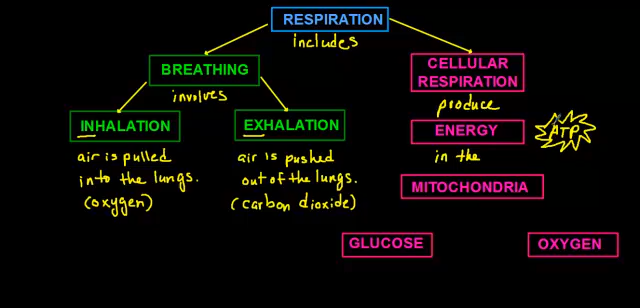 RESPIRATION
includes
BREATHING
involves
INHALATION
air is pulled
into the lungs.
(oxygen)
EXHALATION
air is pushed
out of the lungs.
(carbon dioxide)
CELLULAR
RESPIRATION
produce
ENERGY
ATP
in the
MITOCHONDRIA
GLUCOSE
OXYGEN